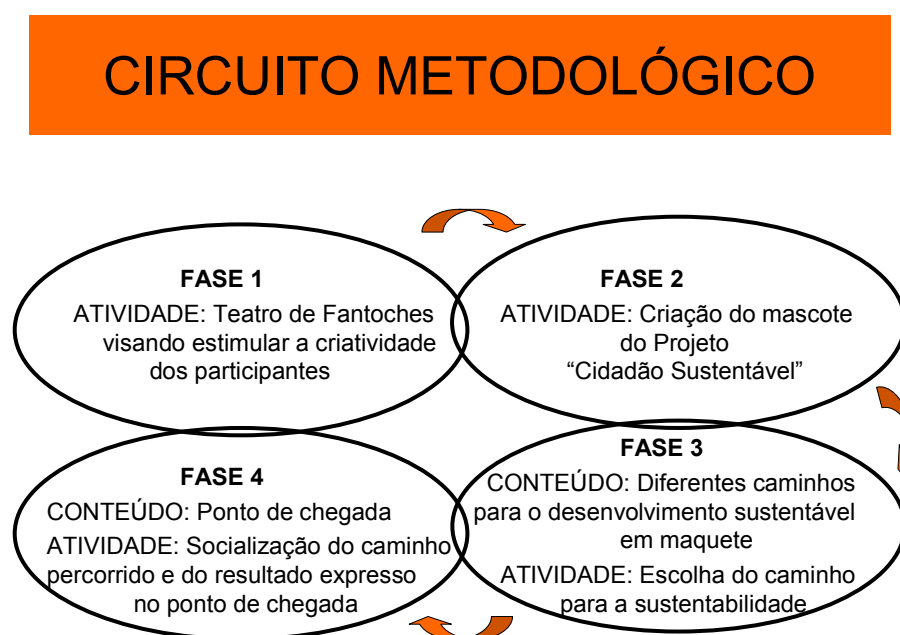 CIRCUITO METODOLÓGICO
FASE 1
ATIVIDADE: Teatro de Fantoches
visando estimular a criatividade
dos participantes
FASE 2
ATIVIDADE: Criação do mascote
do Projeto
“Cidadão Sustentável”
FASE 3
CONTEÚDO: Diferentes caminhos
para o desenvolvimento sustentável
em maquete
ATIVIDADE: Escolha do caminho
para a sustentabilidade
FASE 4
CONTEÚDO: Ponto de chegada
ATIVIDADE: Socialização do caminho
percorrido e do resultado expresso
no ponto de chegada